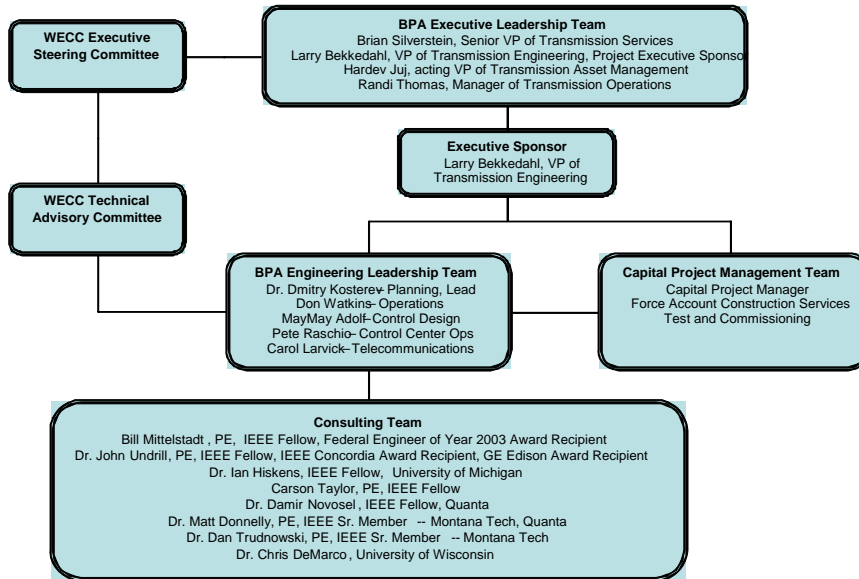 WECC Executive
Steering Committee
BPA Executive Leadership Team
Brian Silverstein, Senior VP of Transmission Services
Larry Bekkedahl, VP of Transmission Engineering, Project Executive Sponsor
Hardev Juj, acting VP of Transmission Asset Management
Randi Thomas, Manager of Transmission Operations
Executive Sponsor
Larry Bekkedahl, VP of
Transmission Engineering
WECC Technical
Advisory Committee
BPA Engineering Leadership Team
Dr. Dmitry Kosterev– Planning, Lead
Don Watkins– Operations
MayMay Adolf– Control Design
Pete Raschio– Control Center Ops
Carol Larvick– Telecommunications
Capital Project Management Team
Capital Project Manager
Force Account Construction Services
Test and Commissioning
Consulting Team
Bill Mittelstadt , PE, IEEE Fellow, Federal Engineer of Year 2003 Award Recipient
Dr. John Undrill, PE, IEEE Fellow, IEEE Concordia Award Recipient, GE Edison Award Recipient
Dr. Ian Hiskens, IEEE Fellow, University of Michigan
Carson Taylor, PE, IEEE Fellow
Dr. Damir Novosel , IEEE Fellow, Quanta
Dr. Matt Donnelly, PE, IEEE Sr. Member -- Montana Tech, Quanta
Dr. Dan Trudnowski, PE, IEEE Sr. Member -- Montana Tech
Dr. Chris DeMarco , University of Wisconsin